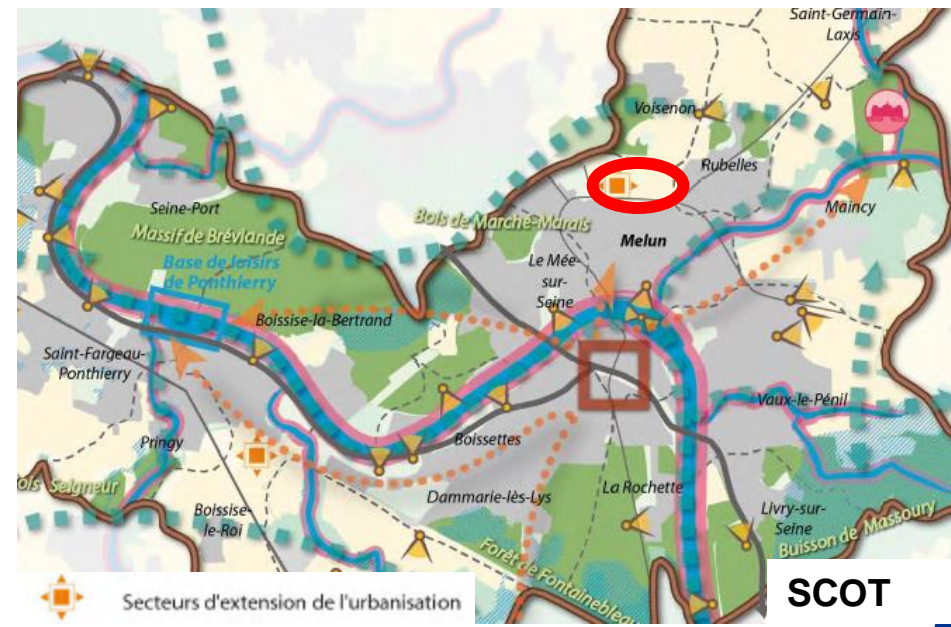 Saint-Germain-
Laxis
Voisenon
Rubelles
Seine-Port
Bois de Marche-Marais
Maincy
Massif de Bréviande
Melun
Base de loisirs
de Ponthierry
Le Mée-
sur-
Seine
Boissise-la-Bertrand
Saint-Fargeau-
Ponthierry
Vaux-le-Pénil
Pringy
Boissettes
ois Seigneur
Dammarie-lès-Lys
La Rochette
Boissise-
le-Roi
Livry-sur-
Seine
Buisson de Massoury
Forêt de Fontainebleau
Secteurs d'extension de l'urbanisation
SCOT